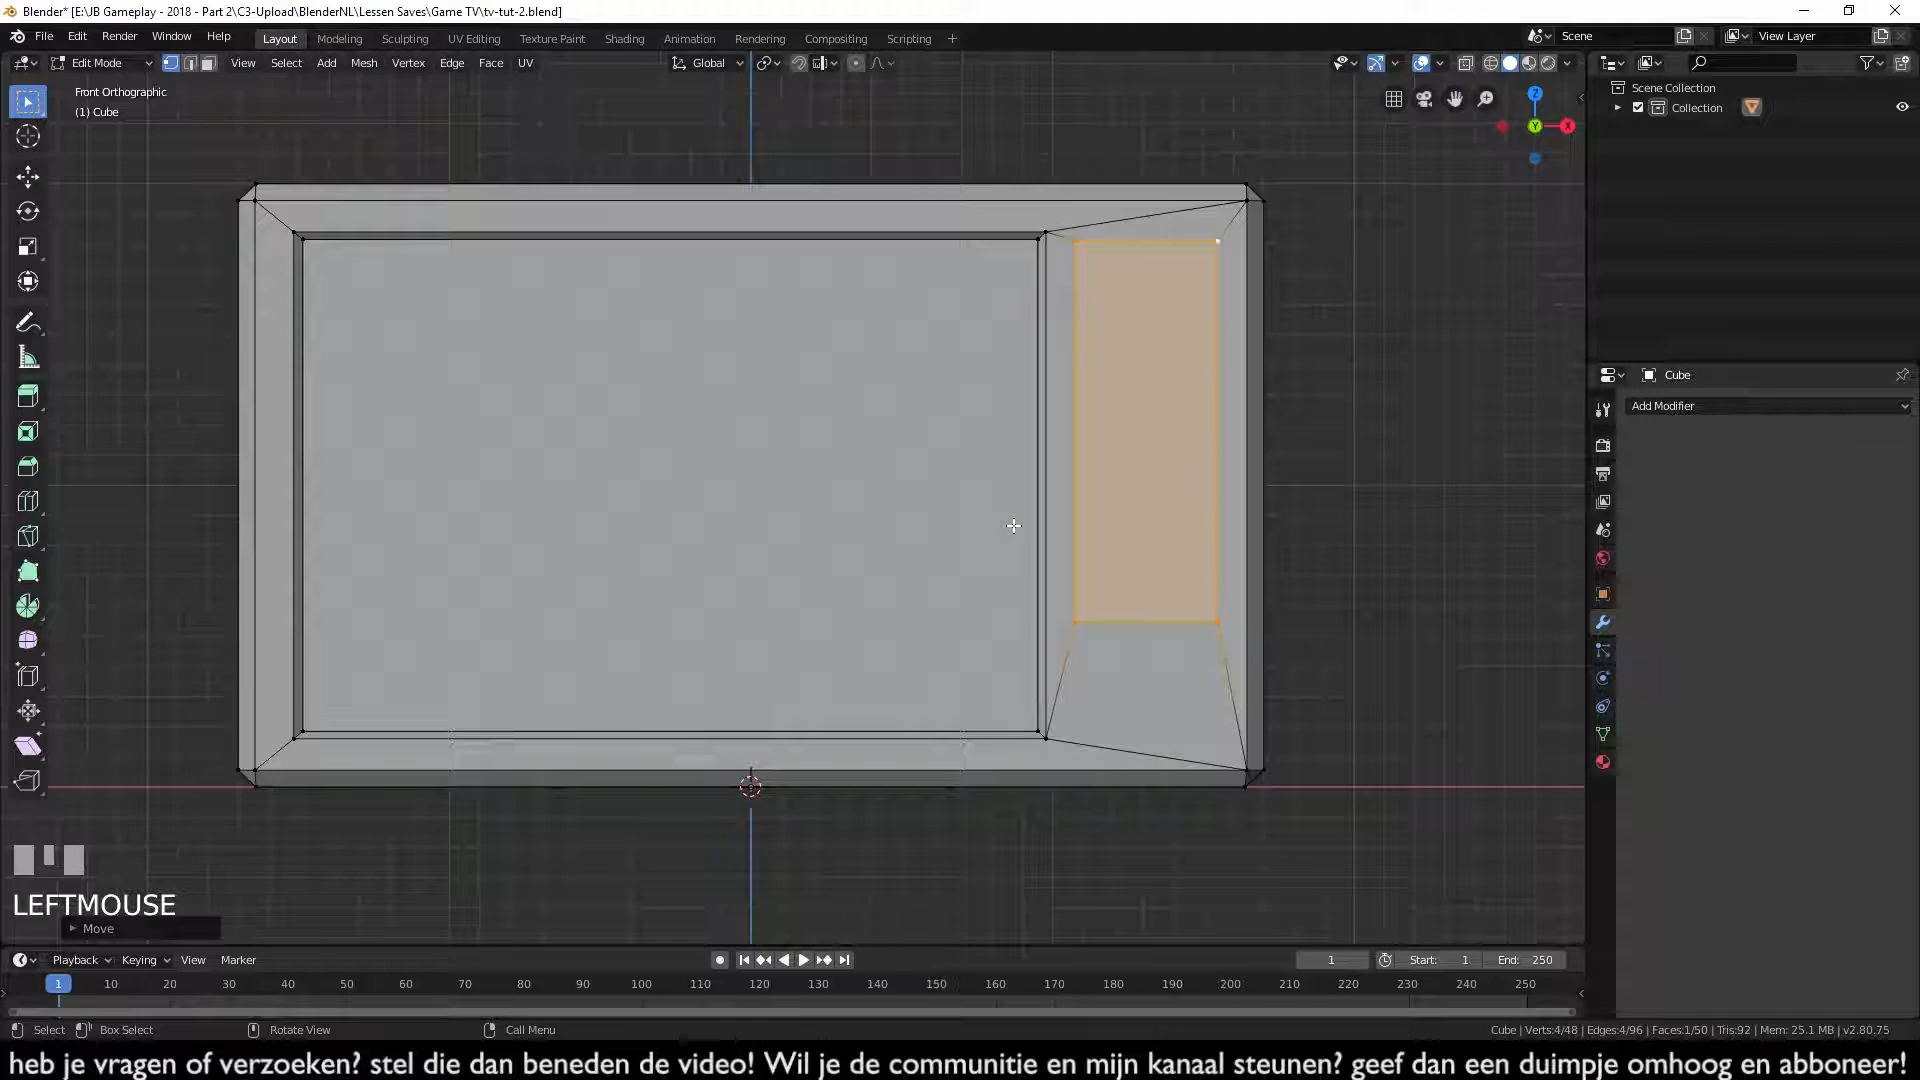 Blender* [E:\JB Gameplay - 2018 - Part 2\C3-Upload\BlenderNL\Lessen Saves\Game TV\tv-tut-2.blend]
File Edit Render Window Help Layout Modeling Sculpting UV Editing Texture Paint Shading Animation Rendering Compositing Scripting + Scene View Layer
Edit Mode View Select Add Mesh Vertex Edge Face UV Global
Front Orthographic
(1) Cube
Z
Y
X
Scene Collection
Collection
Cube
Add Modifier
LEFTMOUSE
Move
Playback Keying View Marker 1 Start: 1 End: 250
1 10 20 30 40 50 60 70 80 90 100 110 120 130 140 150 160 170 180 190 200 210 220 230 240 250
Select Box Select Rotate View Call Menu Cube | Verts:4/48 | Edges:4/96 | Faces:1/50 | Tris:92 | Mem: 25.1 MB | v2.80.75
heb je vragen of verzoeken? stel die dan beneden de video! Wil je de communitie en mijn kanaal steunen? geef dan een duimpje omhoog en abboneer!